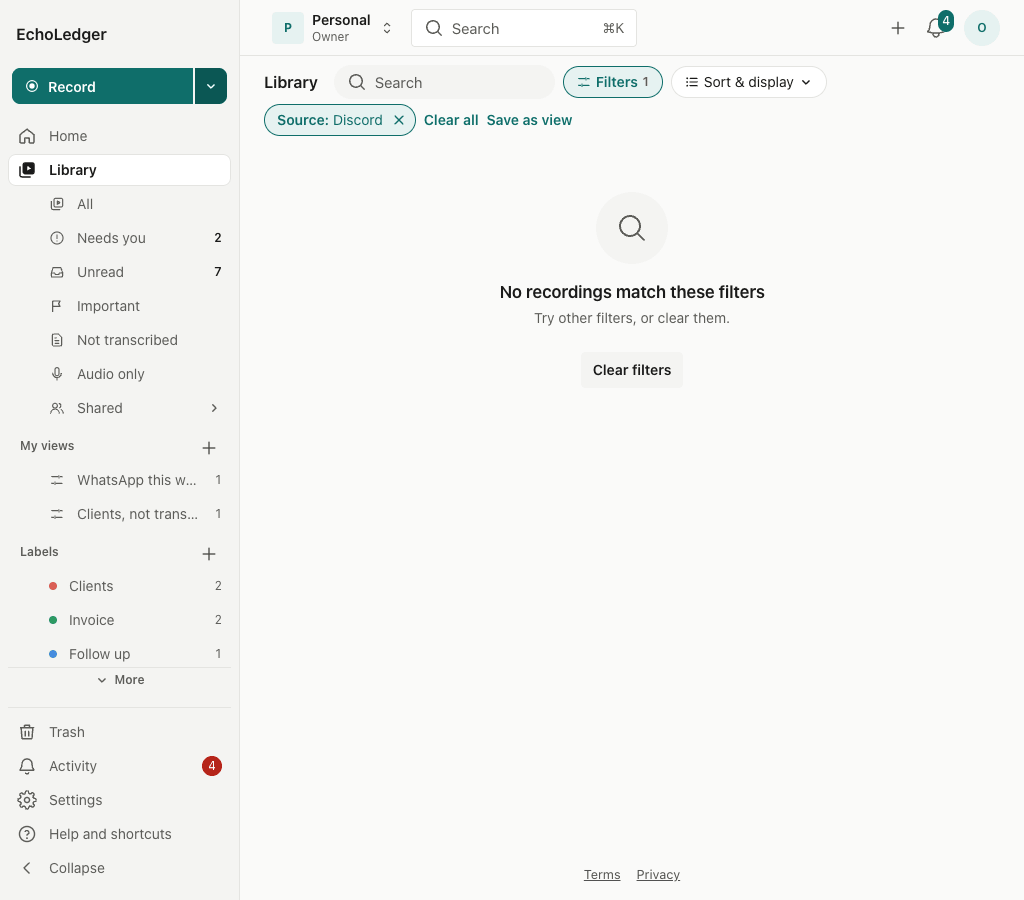 EchoLedger
Record
Home
Library
All
Needs you 2
Unread 7
Important
Not transcribed
Audio only
Shared
My views
WhatsApp this w... 1
Clients, not trans... 1
Labels
Clients 2
Invoice 2
Follow up 1
More
Trash
Activity 4
Settings
Help and shortcuts
Collapse
P Personal
Owner
Search ⌘K
4
O
Library
Search
Filters 1
Sort & display
Source: Discord
Clear all
Save as view
No recordings match these filters
Try other filters, or clear them.
Clear filters
Terms
Privacy